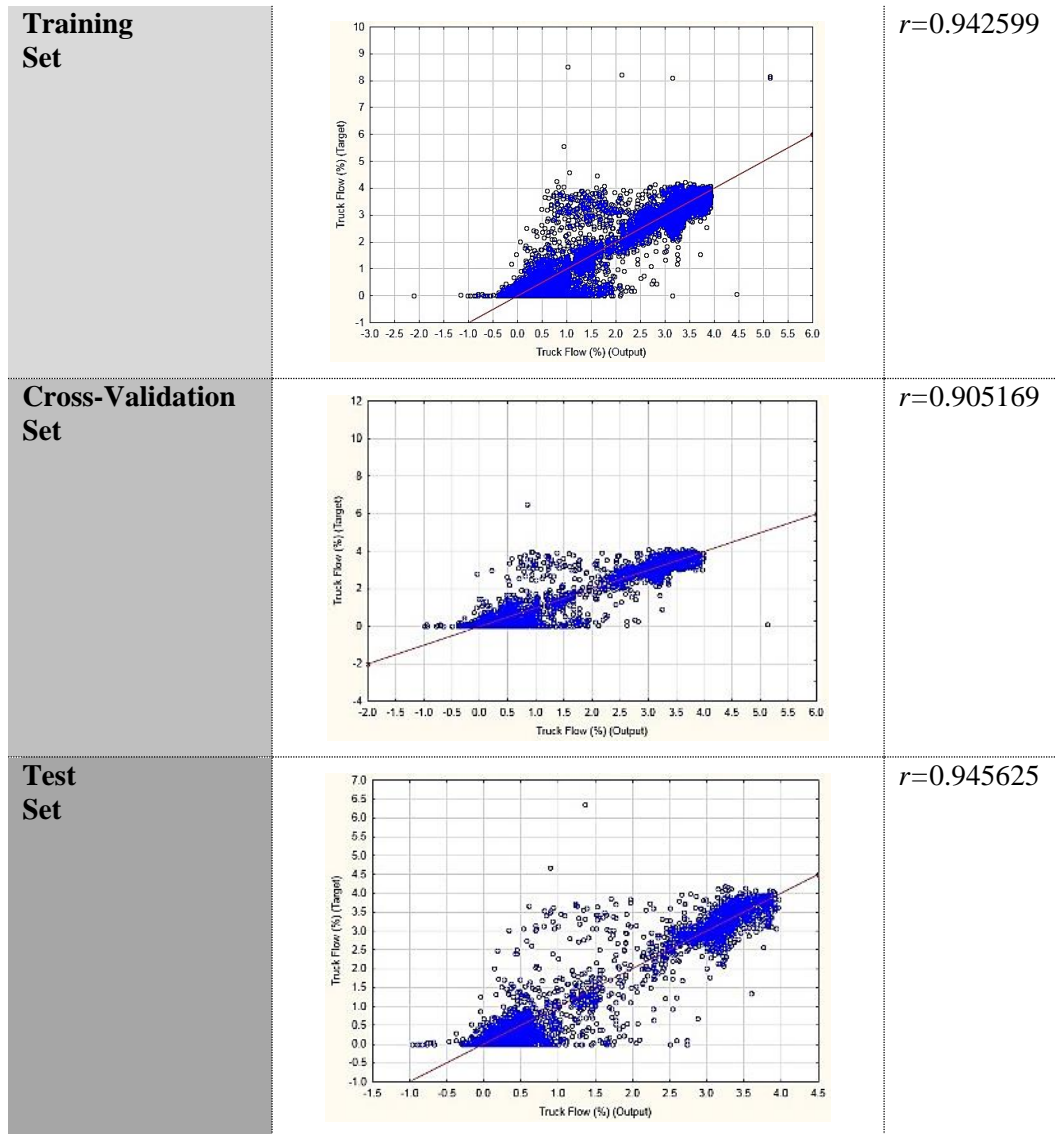 Training
Set
r=0.942599
10
9
8
7
6
5
4
3
2
1
0
-1
Truck Flow (%) (Target)
-3.0 -2.5 -2.0 -1.5 -1.0 -0.5 0.0 0.5 1.0 1.5 2.0 2.5 3.0 3.5 4.0 4.5 5.0 5.5 6.0
Truck Flow (%) (Output)
Cross-Validation
Set
r=0.905169
12
10
8
6
4
2
0
-2
-4
Truck Flow (%) (Target)
-2.0 -1.5 -1.0 -0.5 0.0 0.5 1.0 1.5 2.0 2.5 3.0 3.5 4.0 4.5 5.0 5.5 6.0
Truck Flow (%) (Output)
Test
Set
r=0.945625
7.0
6.5
6.0
5.5
5.0
4.5
4.0
3.5
3.0
2.5
2.0
1.5
1.0
0.5
0.0
-0.5
-1.0
Truck Flow (%) (Target)
-1.5 -1.0 -0.5 0.0 0.5 1.0 1.5 2.0 2.5 3.0 3.5 4.0 4.5
Truck Flow (%) (Output)